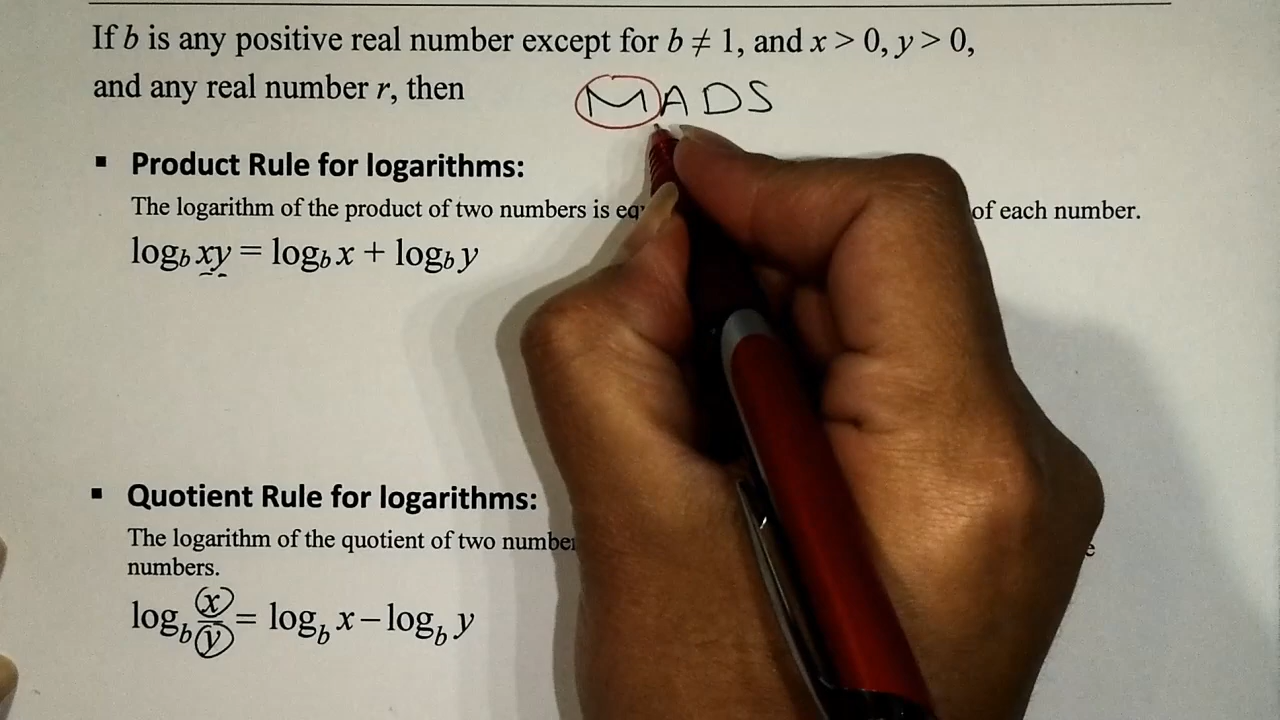 If b is any positive real number except for b ≠ 1, and x > 0, y > 0,
and any real number r, then
MADS
▪ Product Rule for logarithms:
The logarithm of the product of two numbers is of each number.
log_b xy = log_b x + log_b y
▪ Quotient Rule for logarithms:
The logarithm of the quotient of two
numbers.
log_b x/y = log_b x – log_b y